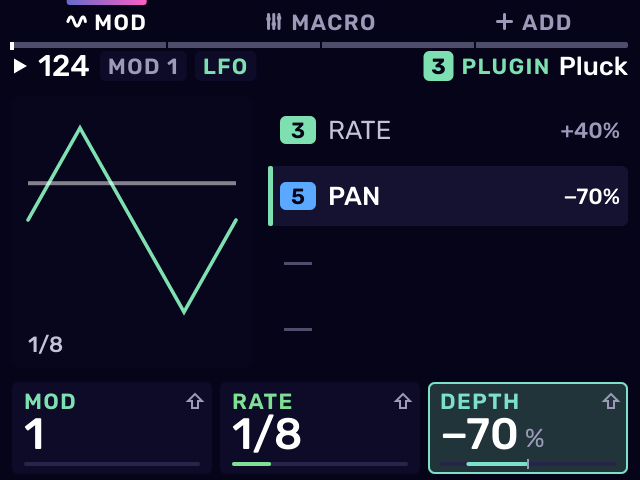 MOD MACRO + ADD
124 MOD 1 LFO 3 PLUGIN Pluck
3 RATE +40%
5 PAN –70%
1/8
MOD RATE DEPTH
1 1/8 –70 %